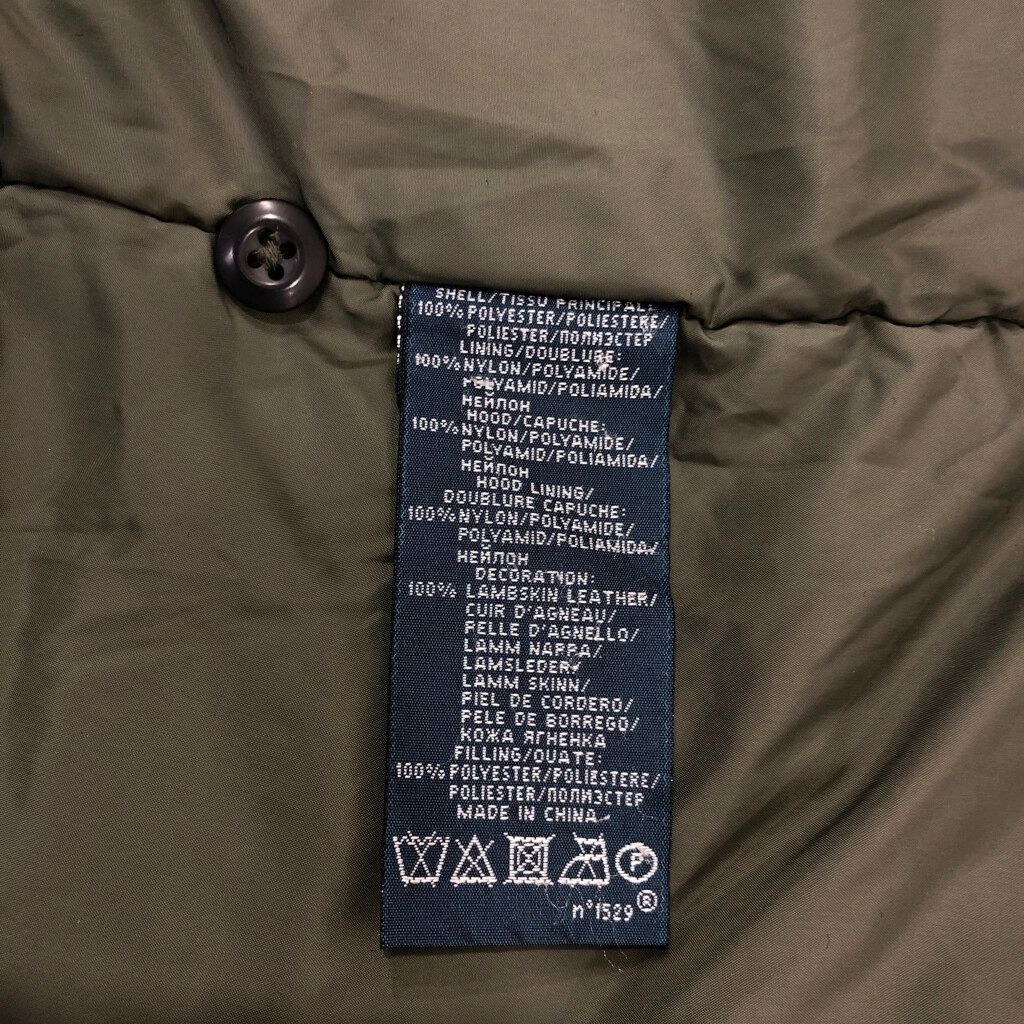 SHELL/TISSU PRINCIPAL:
100% POLYESTER/POLIESTERE/
POLIESTER/ПОЛИЭСТЕР
LINING/DOUBLURE:
100% NYLON/POLYAMIDE/
POLYAMID/POLIAMIDA/
НЕЙЛОН
HOOD/CAPUCHE:
100% NYLON/POLYAMIDE/
POLYAMID/POLIAMIDA/
НЕЙЛОН
HOOD LINING/
DOUBLURE CAPUCHE:
100% NYLON/POLYAMIDE/
POLYAMID/POLIAMIDA/
НЕЙЛОН
DECORATION:
100% LAMBSKIN LEATHER/
CUIR D'AGNEAU/
PELLE D'AGNELLO/
LAMM NAPPA/
LAMSLEDER/
LAMM SKINN/
PIEL DE CORDERO/
PELE DE BORREGO/
КОЖА ЯГНЕНКА
FILLING/OUATE:
100% POLYESTER/POLIESTERE/
POLIESTER/ПОЛИЭСТЕР
MADE IN CHINA
P
n°1529®